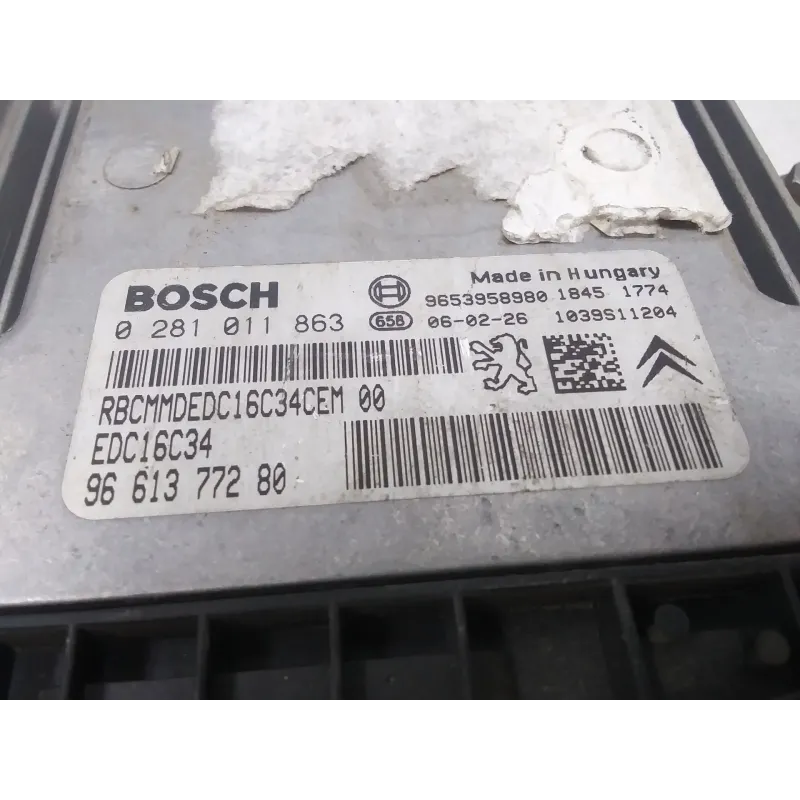 BOSCH
Made in Hungary
9653958980 1845 1774
0 281 011 863 658 06-02-26 1039S11204
RBCMMDEDC16C34CEM 00
EDC16C34
96 613 772 80